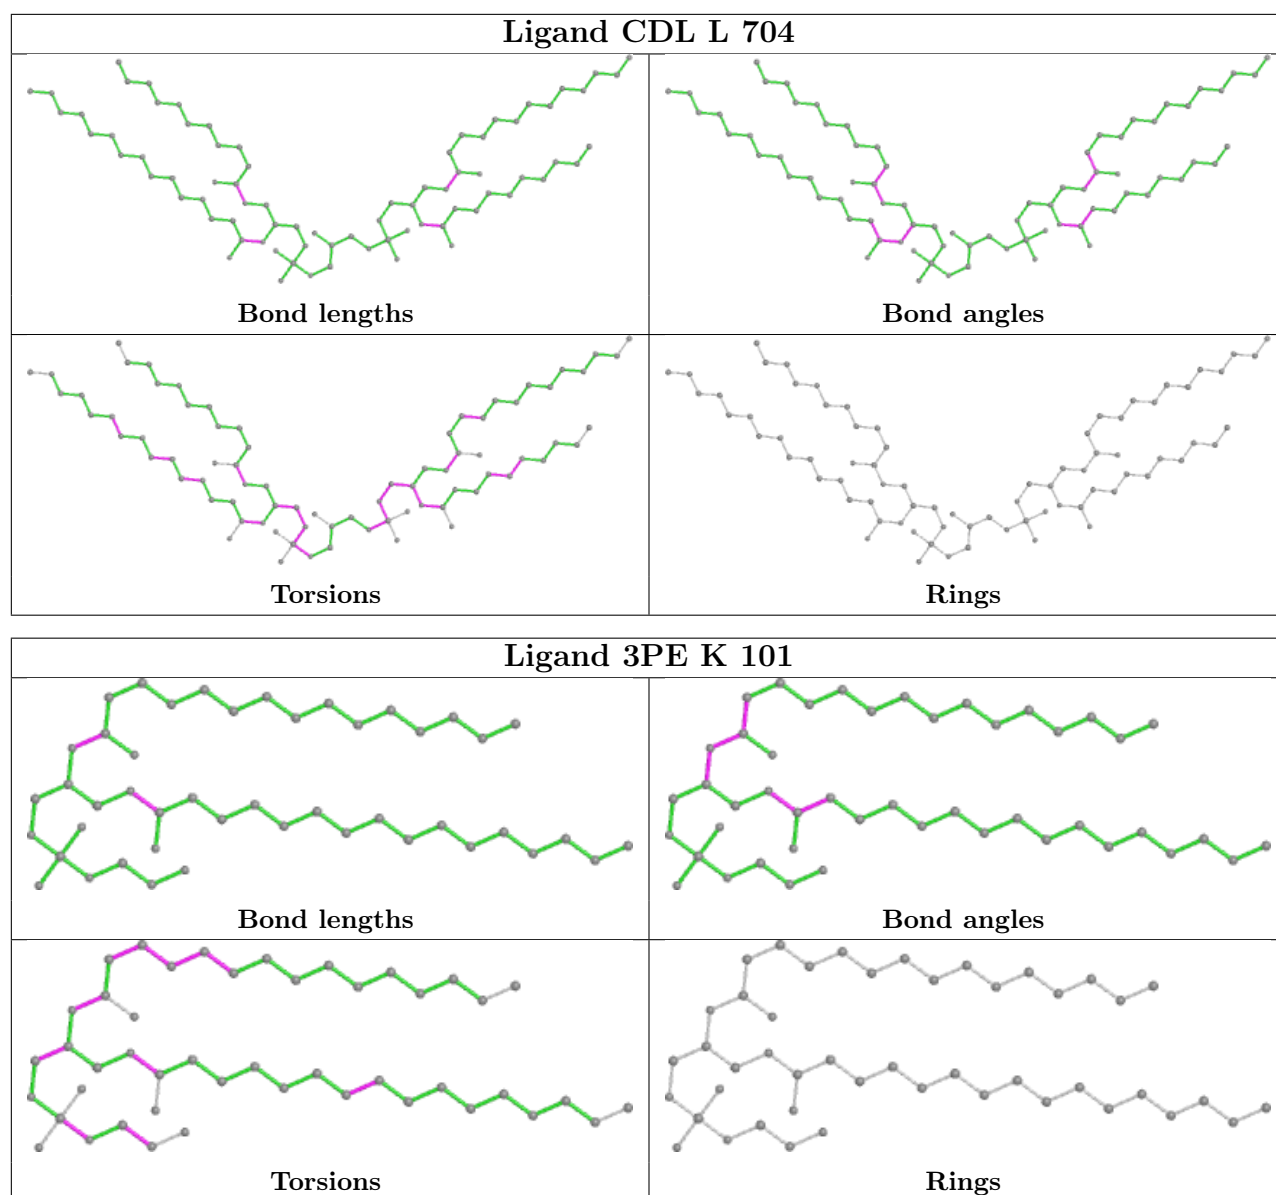 Ligand CDL L 704
Bond lengths
Bond angles
Torsions
Rings
Ligand 3PE K 101
Bond lengths
Bond angles
Torsions
Rings